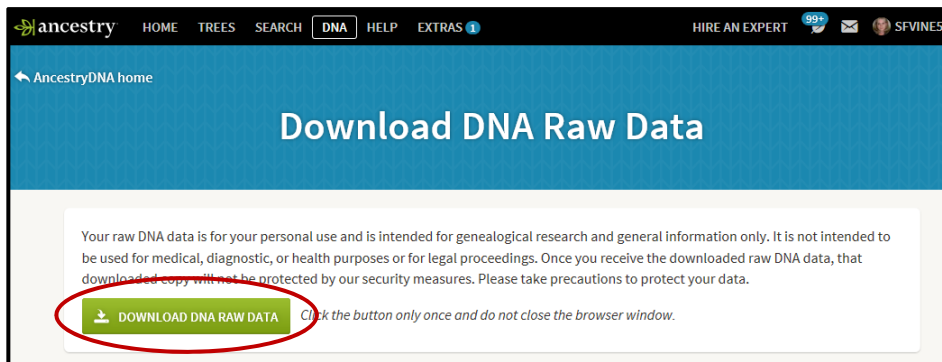 ancestry HOME TREES SEARCH DNA HELP EXTRAS 1 HIRE AN EXPERT 99+ SFVINE5
AncestryDNA home
Download DNA Raw Data
Your raw DNA data is for your personal use and is intended for genealogical research and general information only. It is not intended to
be used for medical, diagnostic, or health purposes or for legal proceedings. Once you receive the downloaded raw DNA data, that
downloaded copy will not be protected by our security measures. Please take precautions to protect your data.
DOWNLOAD DNA RAW DATA Click the button only once and do not close the browser window.